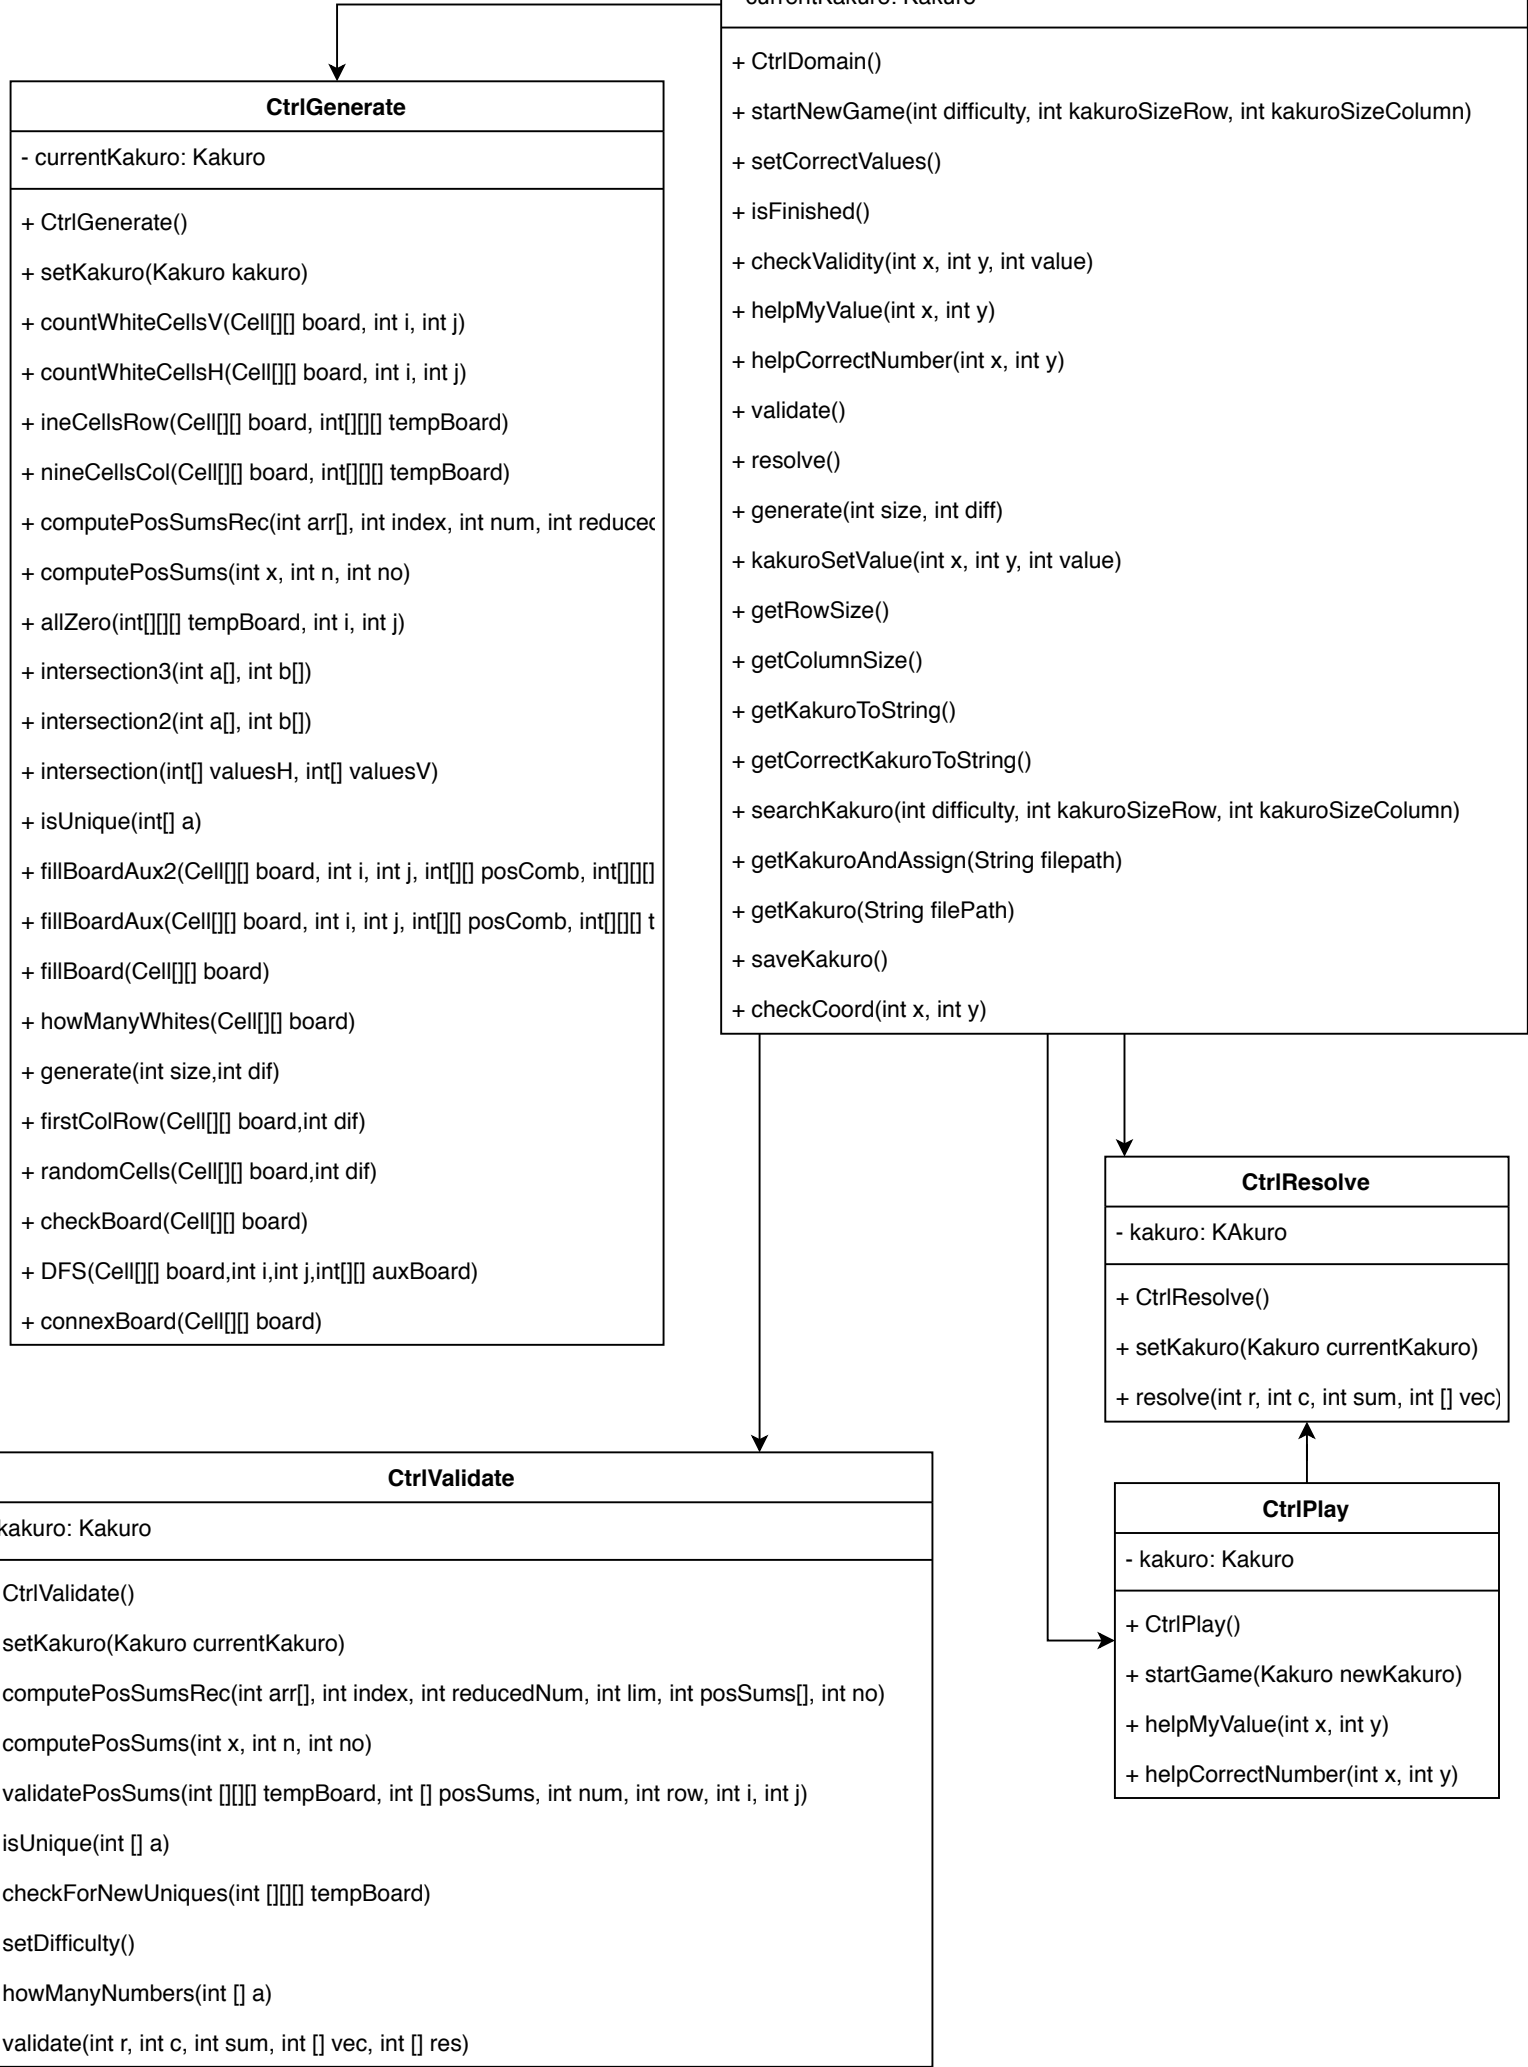 currentKakuro: Kakuro
+ CtrlDomain()
+ startNewGame(int difficulty, int kakuroSizeRow, int kakuroSizeColumn)
+ setCorrectValues()
+ isFinished()
+ checkValidity(int x, int y, int value)
+ helpMyValue(int x, int y)
+ helpCorrectNumber(int x, int y)
+ validate()
+ resolve()
+ generate(int size, int diff)
+ kakuroSetValue(int x, int y, int value)
+ getRowSize()
+ getColumnSize()
+ getKakuroToString()
+ getCorrectKakuroToString()
+ searchKakuro(int difficulty, int kakuroSizeRow, int kakuroSizeColumn)
+ getKakuroAndAssign(String filepath)
+ getKakuro(String filePath)
+ saveKakuro()
+ checkCoord(int x, int y)
CtrlGenerate
- currentKakuro: Kakuro
+ CtrlGenerate()
+ setKakuro(Kakuro kakuro)
+ countWhiteCellsV(Cell[][] board, int i, int j)
+ countWhiteCellsH(Cell[][] board, int i, int j)
+ ineCellsRow(Cell[][] board, int[][][] tempBoard)
+ nineCellsCol(Cell[][] board, int[][][] tempBoard)
+ computePosSumsRec(int arr[], int index, int num, int reduced
+ computePosSums(int x, int n, int no)
+ allZero(int[][][] tempBoard, int i, int j)
+ intersection3(int a[], int b[])
+ intersection2(int a[], int b[])
+ intersection(int[] valuesH, int[] valuesV)
+ isUnique(int[] a)
+ fillBoardAux2(Cell[][] board, int i, int j, int[][] posComb, int[][][]
+ fillBoardAux(Cell[][] board, int i, int j, int[][] posComb, int[][][] t
+ fillBoard(Cell[][] board)
+ howManyWhites(Cell[][] board)
+ generate(int size,int dif)
+ firstColRow(Cell[][] board,int dif)
+ randomCells(Cell[][] board,int dif)
+ checkBoard(Cell[][] board)
+ DFS(Cell[][] board,int i,int j,int[][] auxBoard)
+ connexBoard(Cell[][] board)
CtrlResolve
- kakuro: KAkuro
+ CtrlResolve()
+ setKakuro(Kakuro currentKakuro)
+ resolve(int r, int c, int sum, int [] vec)
CtrlValidate
kakuro: Kakuro
CtrlValidate()
setKakuro(Kakuro currentKakuro)
computePosSumsRec(int arr[], int index, int reducedNum, int lim, int posSums[], int no)
computePosSums(int x, int n, int no)
validatePosSums(int [][][] tempBoard, int [] posSums, int num, int row, int i, int j)
isUnique(int [] a)
checkForNewUniques(int [][][] tempBoard)
setDifficulty()
howManyNumbers(int [] a)
validate(int r, int c, int sum, int [] vec, int [] res)
CtrlPlay
- kakuro: Kakuro
+ CtrlPlay()
+ startGame(Kakuro newKakuro)
+ helpMyValue(int x, int y)
+ helpCorrectNumber(int x, int y)